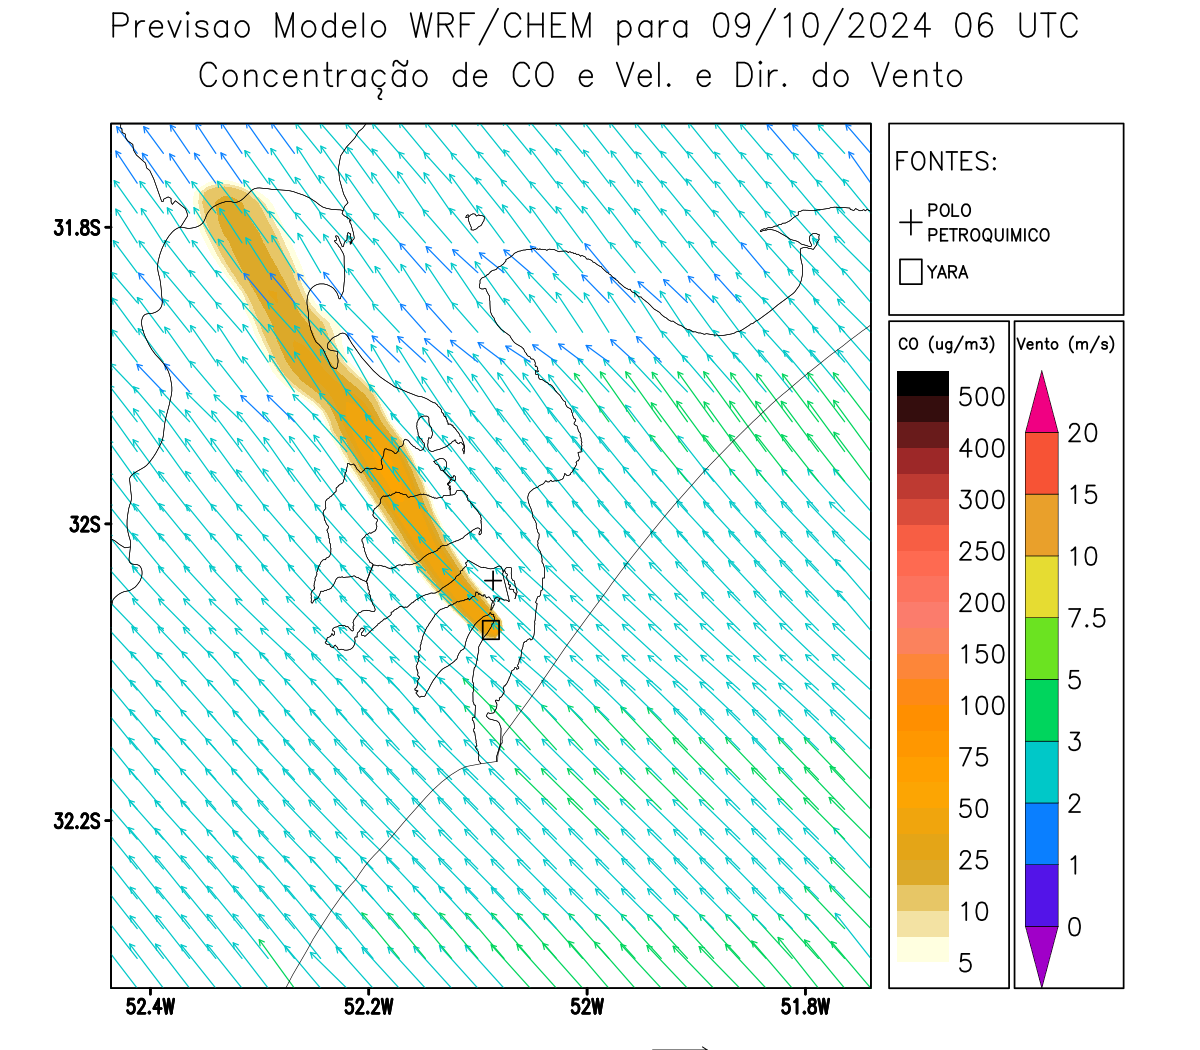 Previsao Modelo WRF/CHEM para 09/10/2024 06 UTC
Concentração de CO e Vel. e Dir. do Vento
FONTES:
POLO
PETROQUIMICO
YARA
CO (ug/m3)
500
400
300
250
200
150
100
75
50
25
10
5
Vento (m/s)
20
15
10
7.5
5
3
2
1
0
31.8S
32S
32.2S
52.4W
52.2W
52W
51.8W